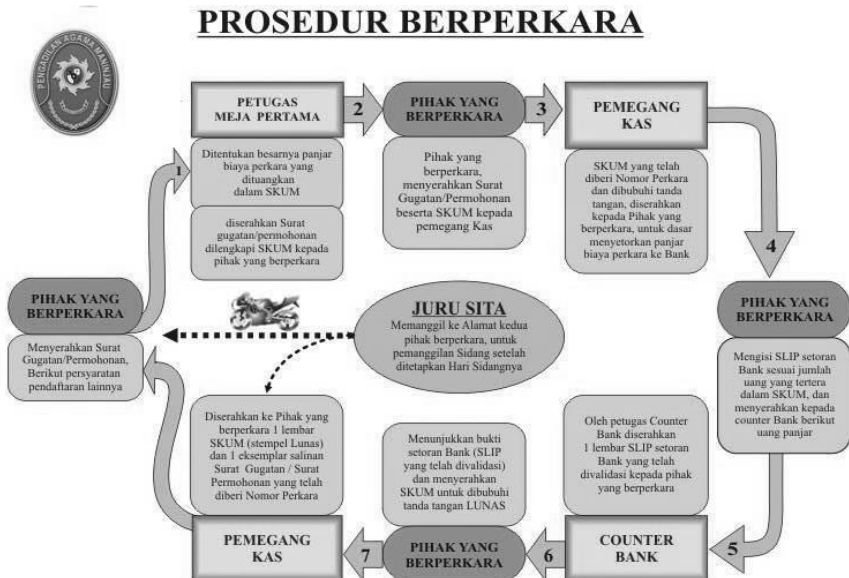 PROSEDUR BERPERKARA
PENGADILAN AGAMA MANINJAU
PIHAK YANG
BERPERKARA
Menyerahkan Surat
Gugatan/Permohonan,
Berikut persyaratan
pendaftaran lainnya
1
PETUGAS
MEJA PERTAMA
Ditentukan besarnya panjar
biaya perkara yang
dituangkan
dalam SKUM
diserahkan Surat
gugatan/permohonan
dilengkapi SKUM kepada
pihak yang berperkara
2
PIHAK YANG
BERPERKARA
Pihak yang
berperkara,
menyerahkan Surat
Gugatan/Permohonan
beserta SKUM kepada
pemegang Kas
3
PEMEGANG
KAS
SKUM yang telah
diberi Nomor Perkara
dan dibubuhi tanda
tangan, diserahkan
kepada Pihak yang
berperkara, untuk dasar
menyetorkan panjar
biaya perkara ke Bank
4
PIHAK YANG
BERPERKARA
Mengisi SLIP setoran
Bank sesuai jumlah
uang yang tertera
dalam SKUM, dan
menyerahkan kepada
counter Bank berikut
uang panjar
5
Oleh petugas Counter
Bank diserahkan
1 lembar SLIP setoran
Bank yang telah
divalidasi kepada pihak
yang berperkara
COUNTER
BANK
6
Menunjukkan bukti
setoran Bank (SLIP
yang telah divalidasi)
dan menyerahkan
SKUM untuk dibubuhi
tanda tangan LUNAS
PIHAK YANG
BERPERKARA
7
Diserahkan ke Pihak yang
berperkara 1 lembar
SKUM (stempel Lunas)
dan 1 eksemplar salinan
Surat Gugatan / Surat
Permohonan yang telah
diberi Nomor Perkara
PEMEGANG
KAS
JURU SITA
Memanggil ke Alamat kedua
pihak berperkara, untuk
pemanggilan Sidang setelah
ditetapkan Hari Sidangnya